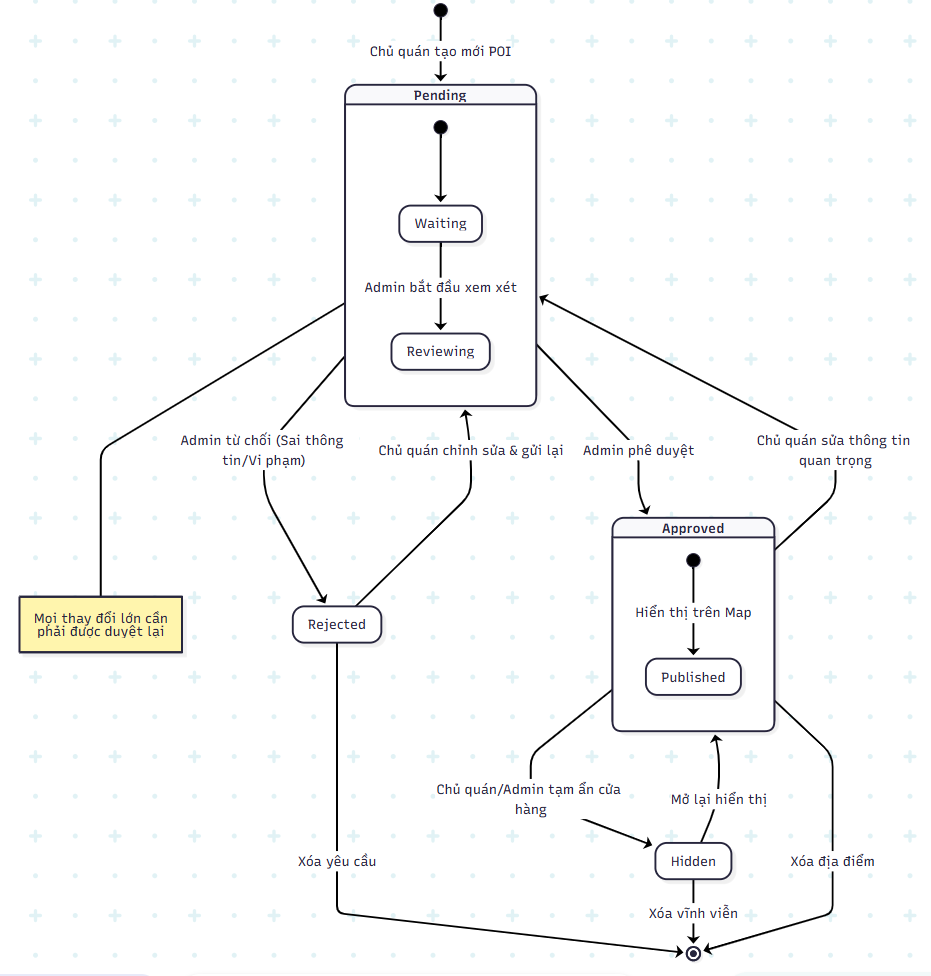 Chủ quán tạo mới POI
Pending
Waiting
Admin bắt đầu xem xét
Reviewing
Admin từ chối (Sai thông
tin/Vi phạm)
Chủ quán chỉnh sửa & gửi lại
Admin phê duyệt
Chủ quán sửa thông tin
quan trọng
Approved
Hiển thị trên Map
Published
Mọi thay đổi lớn cần
phải được duyệt lại
Rejected
Chủ quán/Admin tạm ẩn cửa
hàng
Mở lại hiển thị
Xóa yêu cầu
Hidden
Xóa địa điểm
Xóa vĩnh viễn